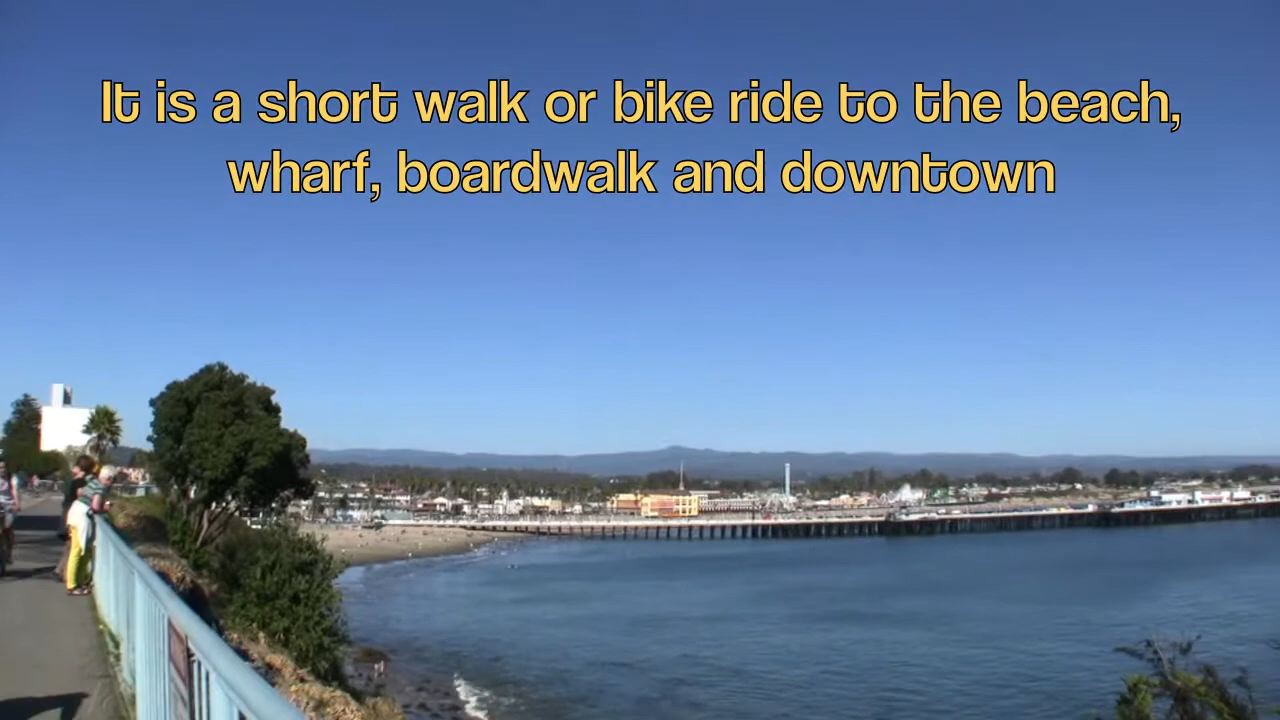 It is a short walk or bike ride to the beach,
wharf, boardwalk and downtown